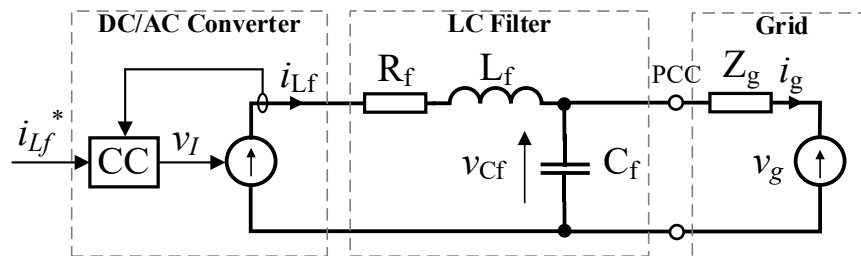 DC/AC Converter
LC Filter
Grid
i_Lf
R_f
L_f
PCC
Z_g
i_g
i_Lf*
CC
v_I
v_Cf
C_f
v_g